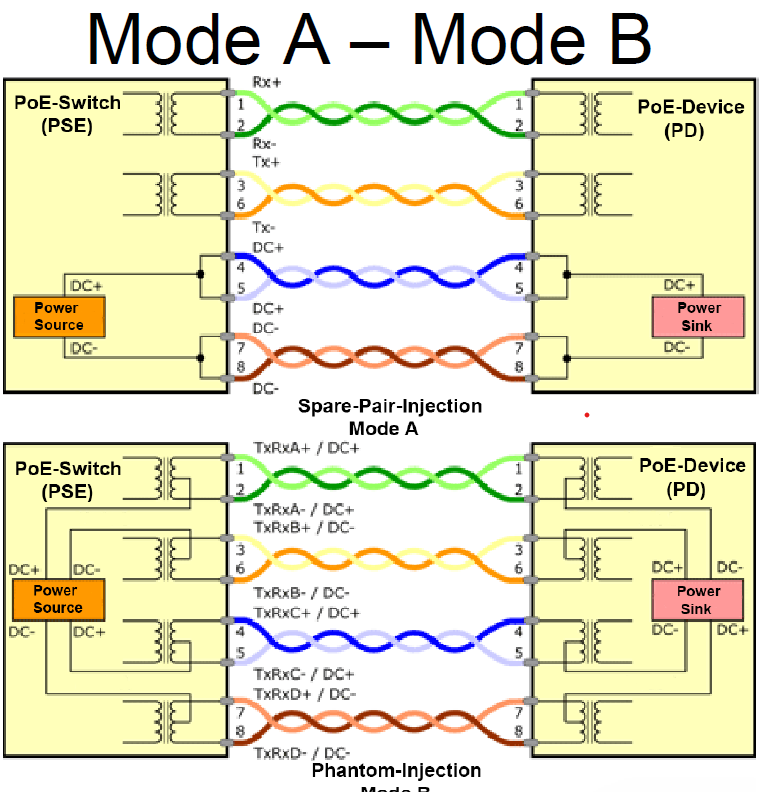 Mode A – Mode B
PoE-Switch
(PSE)
PoE-Device
(PD)
Rx+
1
1
2
2
Rx-
Tx+
3
3
6
6
Tx-
DC+
4
4
5
5
DC+
DC+
DC+
Power
Source
Power
Sink
DC-
DC-
DC-
7
7
8
8
DC-
Spare-Pair-Injection
Mode A
TxRxA+ / DC+
PoE-Switch
(PSE)
PoE-Device
(PD)
1
1
2
2
TxRxA- / DC+
TxRxB+ / DC-
3
3
6
6
DC+
DC-
DC+
DC-
Power
Source
Power
Sink
TxRxB- / DC-
TxRxC+ / DC+
DC-
DC+
4
4
DC-
DC+
5
5
TxRxC- / DC+
TxRxD+ / DC-
7
7
8
8
TxRxD- / DC-
Phantom-Injection
Mode B